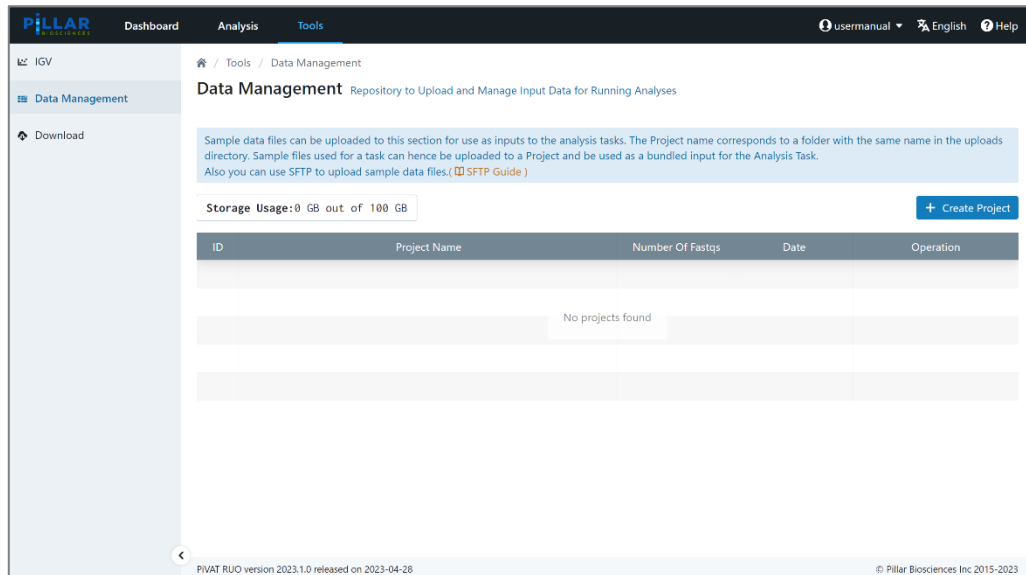 PiLLAR
BIOSCIENCES
Dashboard Analysis Tools
usermanual English Help
IGV
Data Management
Download
/ Tools / Data Management
Data Management Repository to Upload and Manage Input Data for Running Analyses
Sample data files can be uploaded to this section for use as inputs to the analysis tasks. The Project name corresponds to a folder with the same name in the uploads
directory. Sample files used for a task can hence be uploaded to a Project and be used as a bundled input for the Analysis Task.
Also you can use SFTP to upload sample data files.( SFTP Guide )
Storage Usage:0 GB out of 100 GB
+ Create Project
ID Project Name Number Of Fastqs Date Operation
No projects found
PiVAT RUO version 2023.1.0 released on 2023-04-28
© Pillar Biosciences Inc 2015-2023